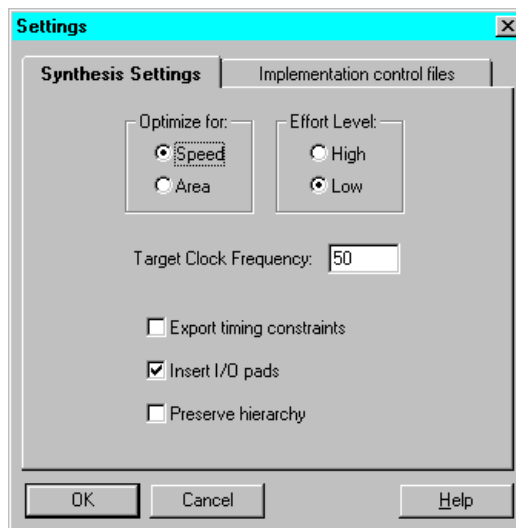 Settings
Synthesis Settings
Implementation control files
Optimize for:
Effort Level:
Speed
High
Area
Low
Target Clock Frequency: 50
Export timing constraints
Insert I/O pads
Preserve hierarchy
OK
Cancel
Help